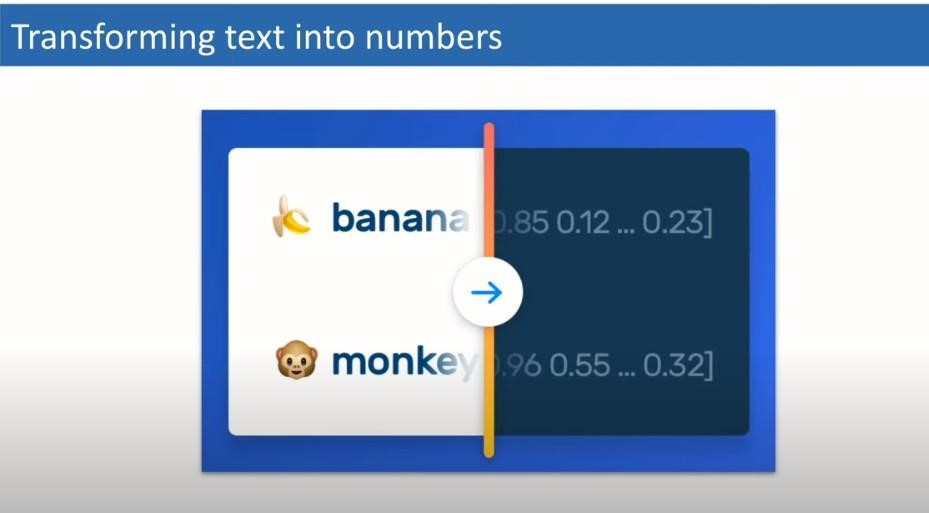 Transforming text into numbers
banana 0.85 0.12 ... 0.23]
monkey 0.96 0.55 ... 0.32]